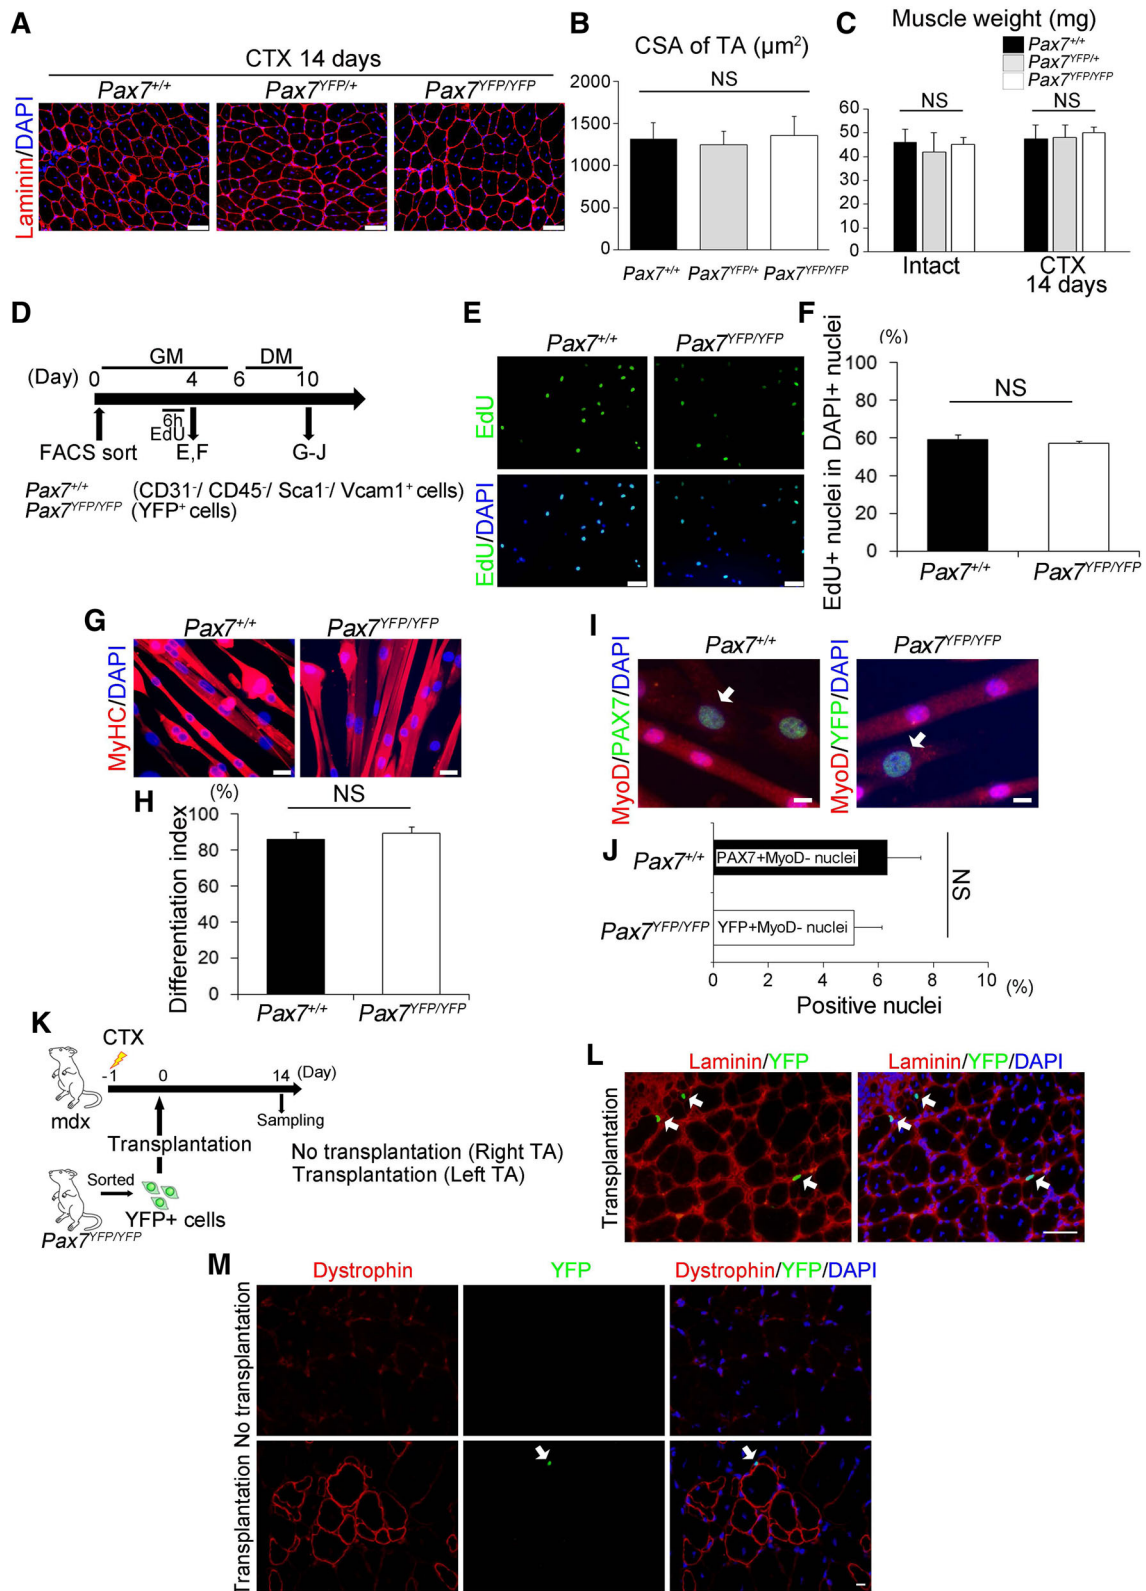 A
CTX 14 days
Pax7+/+ Pax7YFP/+ Pax7YFP/YFP
Laminin/DAPI
B
CSA of TA (µm²)
NS
2000
1500
1000
500
0
Pax7+/+ Pax7YFP/+ Pax7YFP/YFP
C
Muscle weight (mg)
Pax7+/+
Pax7YFP/+
Pax7YFP/YFP
NS NS
60
50
40
30
20
10
0
Intact CTX
14 days
D
GM DM
(Day) 0 4 6 10
6h
EdU
FACS sort E,F G-J
Pax7+/+ (CD31-/ CD45-/ Sca1-/ Vcam1+ cells)
Pax7YFP/YFP (YFP+ cells)
E
Pax7+/+ Pax7YFP/YFP
EdU
EdU/DAPI
F
(%)
EdU+ nuclei in DAPI+ nuclei
NS
100
80
60
40
20
0
Pax7+/+ Pax7YFP/YFP
G
Pax7+/+ Pax7YFP/YFP
MyHC/DAPI
H
(%)
Differentiation index
NS
100
80
60
40
20
0
Pax7+/+ Pax7YFP/YFP
I
Pax7+/+ Pax7YFP/YFP
MyoD/PAX7/DAPI
MyoD/YFP/DAPI
J
Pax7+/+ PAX7+MyoD- nuclei
Pax7YFP/YFP YFP+MyoD- nuclei
NS
0 2 4 6 8 10 (%)
Positive nuclei
K
CTX
-1 0 14 (Day)
mdx
Sampling
Transplantation
No transplantation (Right TA)
Transplantation (Left TA)
Sorted
YFP+ cells
Pax7YFP/YFP
L
Laminin/YFP Laminin/YFP/DAPI
Transplantation
M
Dystrophin YFP Dystrophin/YFP/DAPI
No transplantation
Transplantation